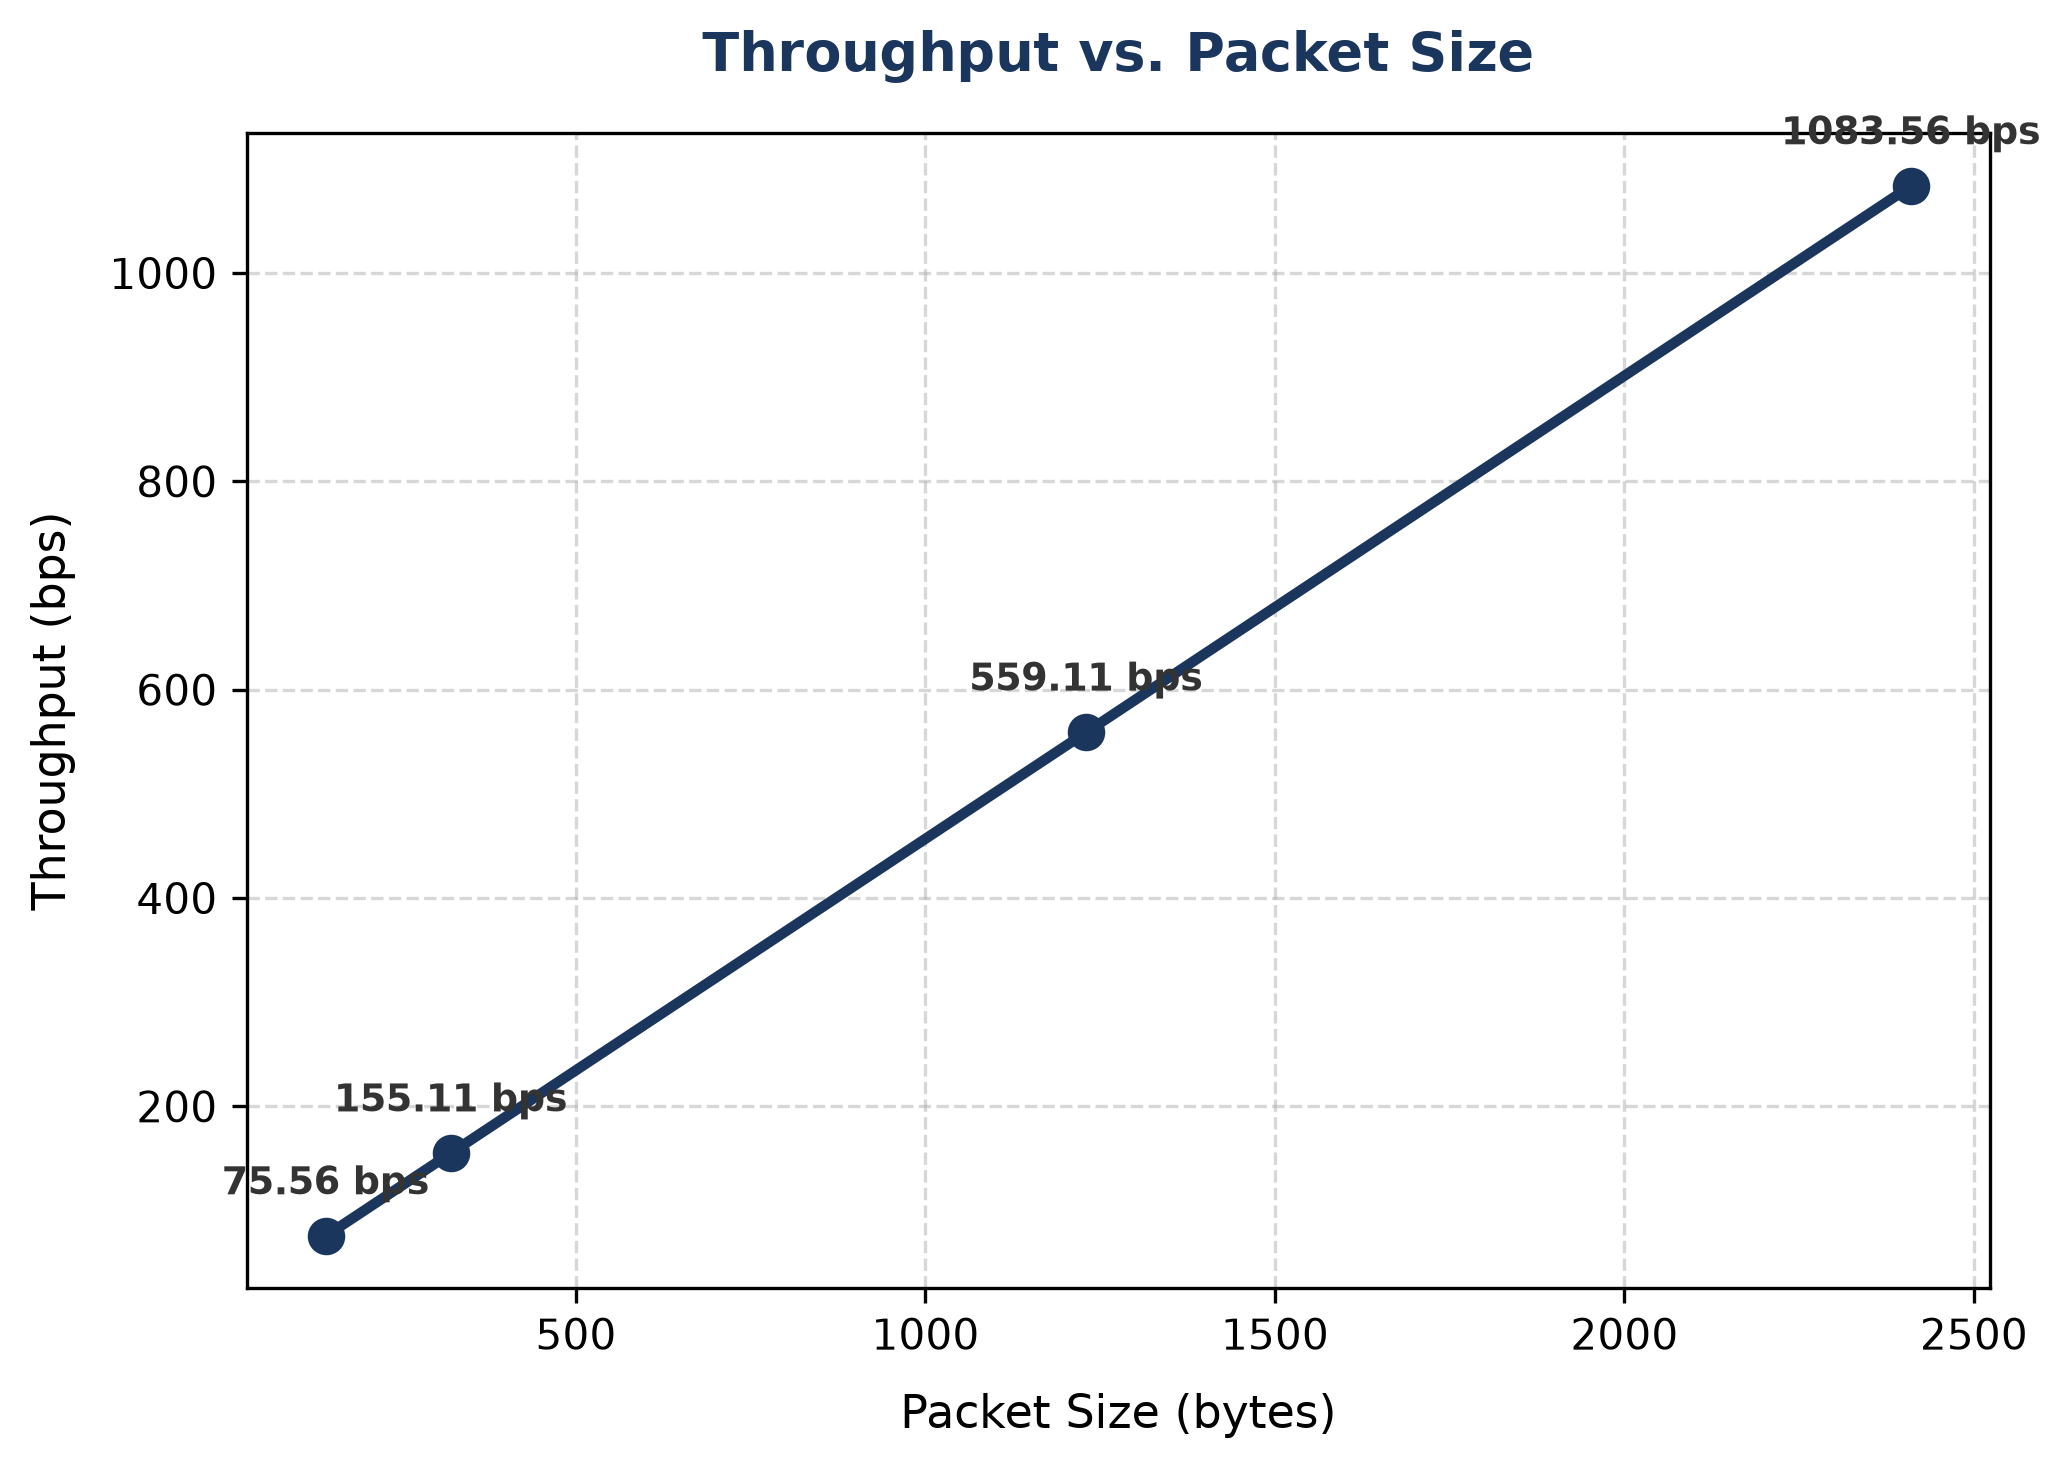 Throughput vs. Packet Size
1083.56 bps
1000
800
559.11 bps
600
400
155.11 bps
200
75.56 bps
Throughput (bps)
500 1000 1500 2000 2500
Packet Size (bytes)